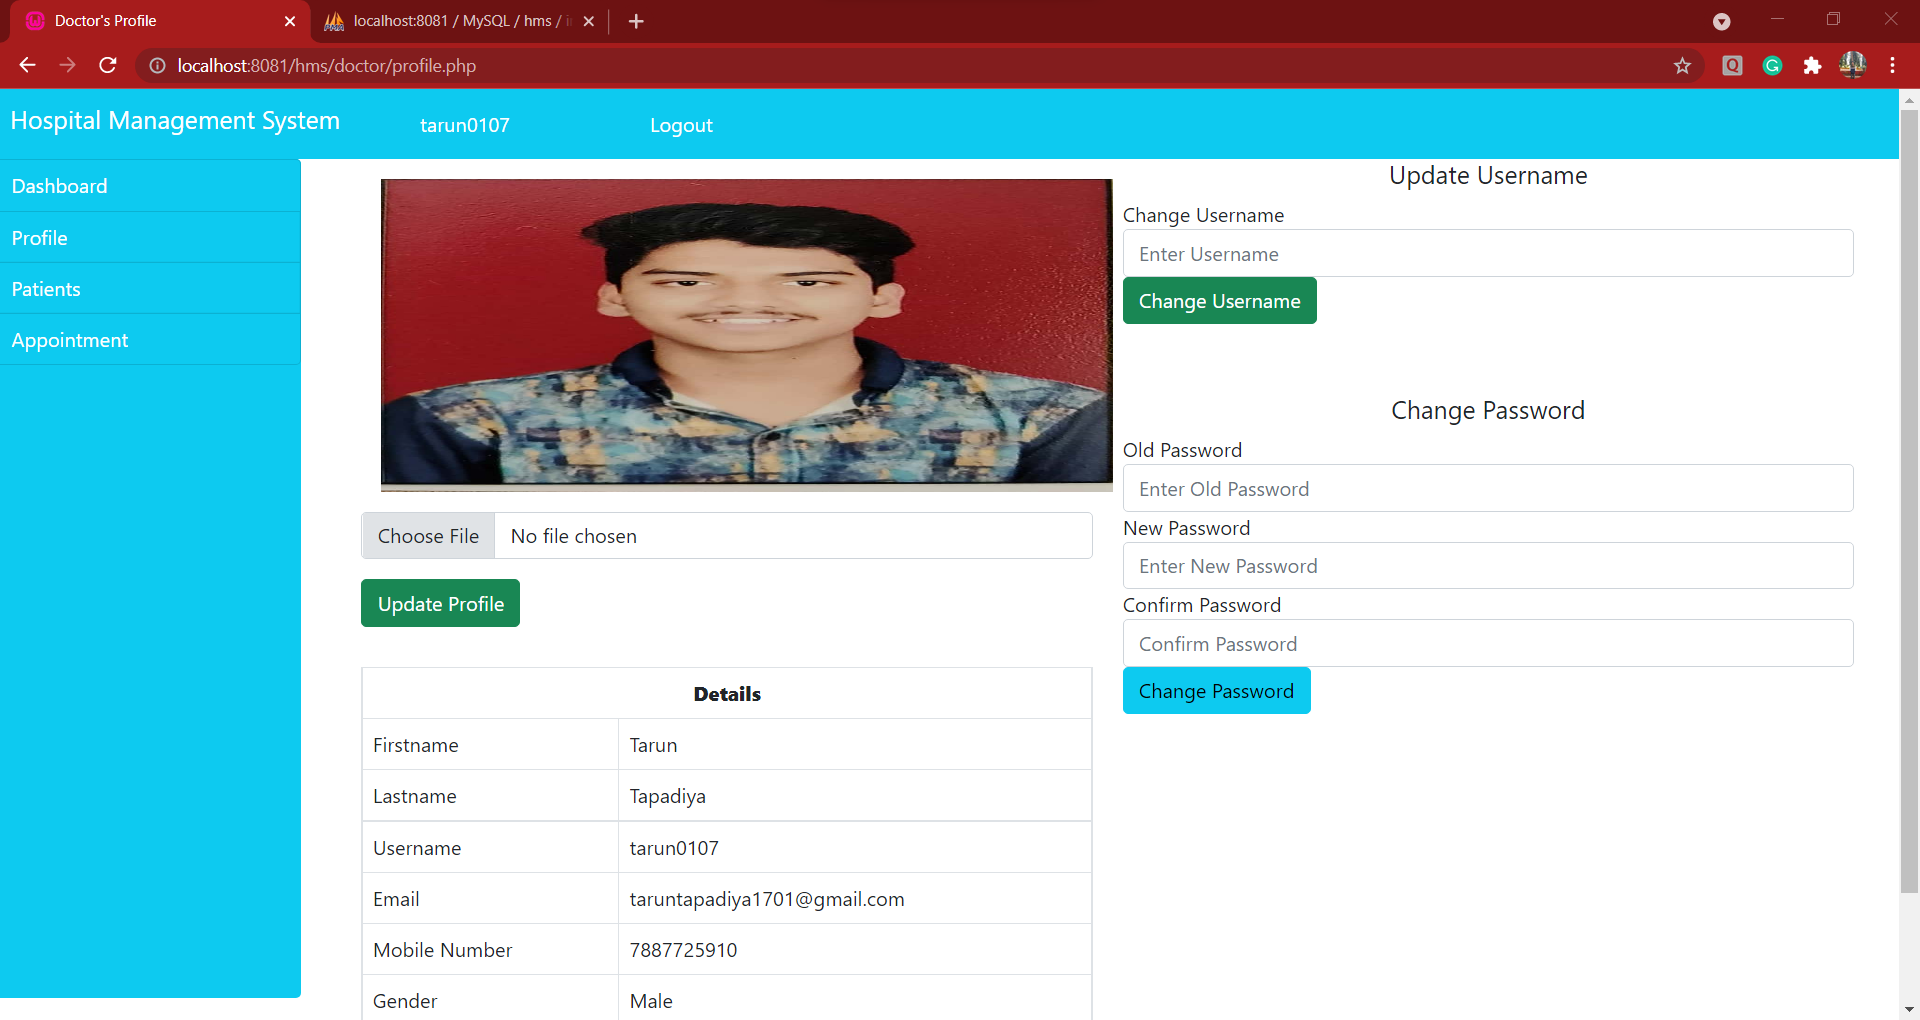 Doctor's Profile
localhost:8081 / MySQL / hms /
localhost:8081/hms/doctor/profile.php
Hospital Management System
tarun0107
Logout
Dashboard
Profile
Patients
Appointment
Choose File No file chosen
Update Profile
Details
Firstname Tarun
Lastname Tapadiya
Username tarun0107
Email taruntapadiya1701@gmail.com
Mobile Number 7887725910
Gender Male
Update Username
Change Username
Enter Username
Change Username
Change Password
Old Password
Enter Old Password
New Password
Enter New Password
Confirm Password
Confirm Password
Change Password